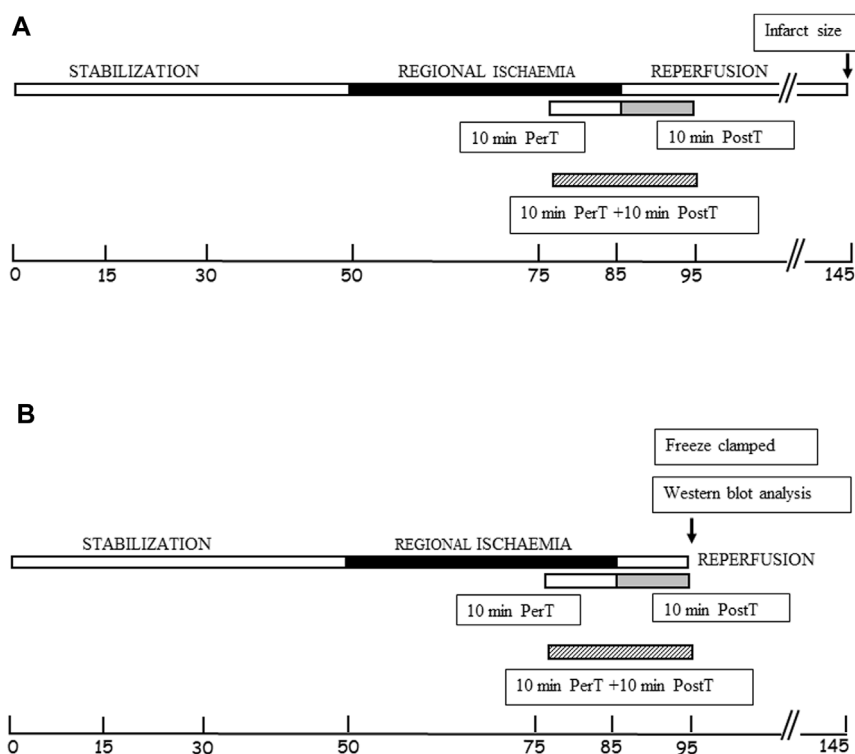 A
Infarct size
STABILIZATION REGIONAL ISCHAEMIA REPERFUSION
10 min PerT 10 min PostT
10 min PerT +10 min PostT
0 15 30 50 75 85 95 145
B
Freeze clamped
Western blot analysis
STABILIZATION REGIONAL ISCHAEMIA REPERFUSION
10 min PerT 10 min PostT
10 min PerT +10 min PostT
0 15 30 50 75 85 95 145